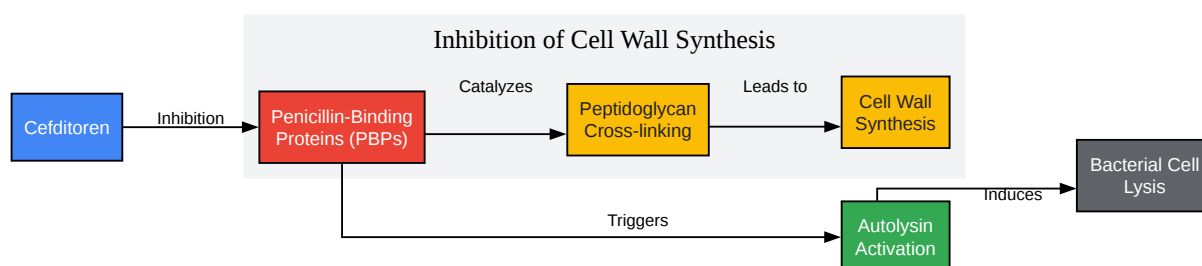 Inhibition of Cell Wall Synthesis
Cefditoren
Inhibition
Penicillin-Binding
Proteins (PBPs)
Catalyzes
Peptidoglycan
Cross-linking
Leads to
Cell Wall
Synthesis
Triggers
Autolysin
Activation
Induces
Bacterial Cell
Lysis